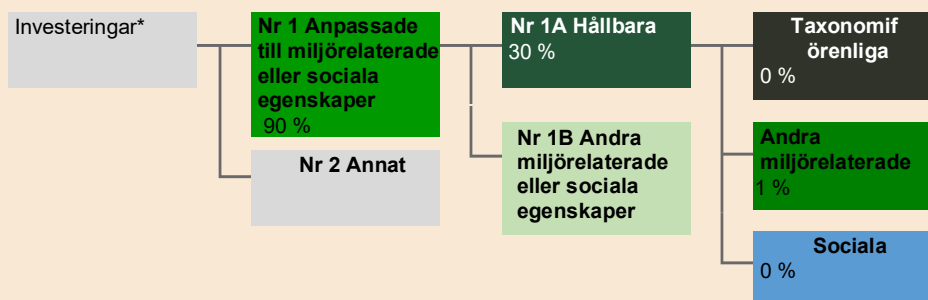 Investeringar*
Nr 1 Anpassade
till miljörelaterade
eller sociala
egenskaper
90 %
Nr 2 Annat
Nr 1A Hållbara
30 %
Nr 1B Andra
miljörelaterade
eller sociala
egenskaper
Taxonomif
örenliga
0 %
Andra
miljörelaterade
1 %
Sociala
0 %